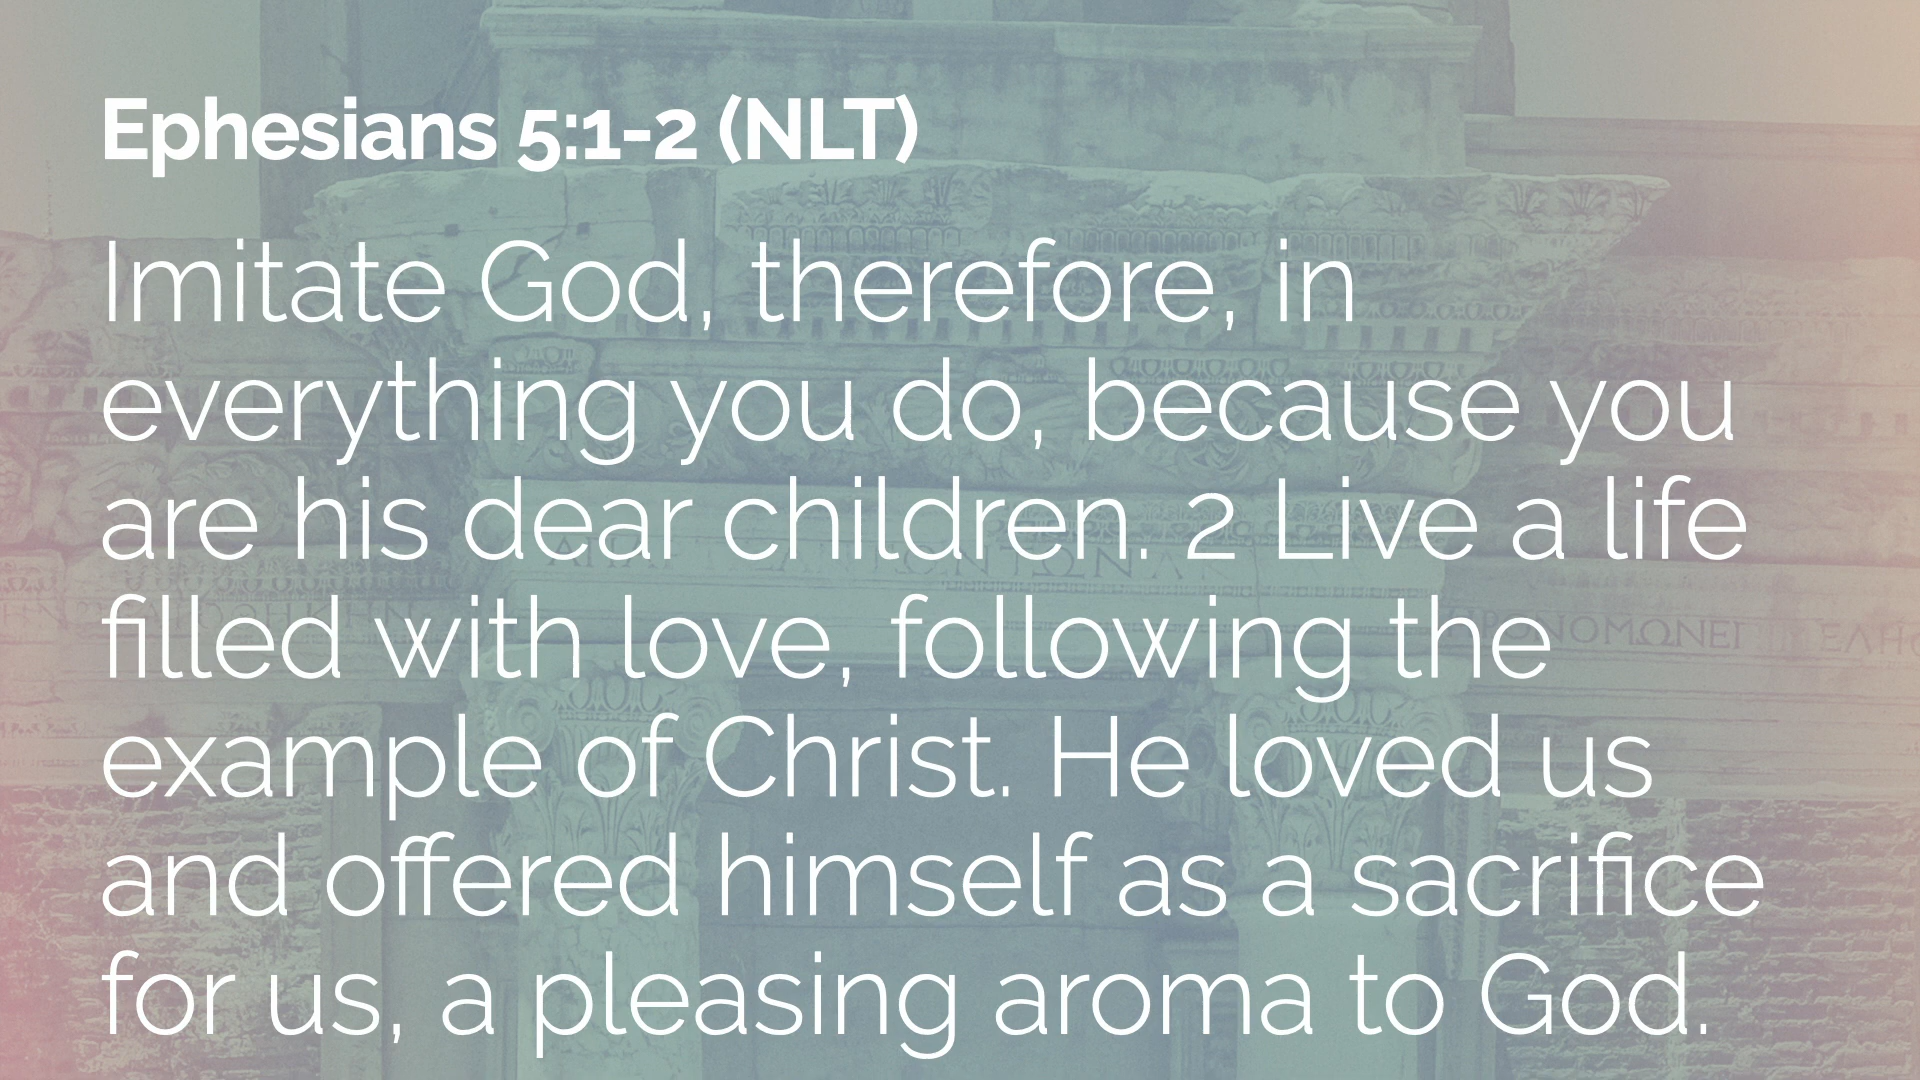 Ephesians 5:1-2 (NLT)
Imitate God, therefore, in
everything you do, because you
are his dear children. 2 Live a life
filled with love, following the
example of Christ. He loved us
and offered himself as a sacrifice
for us, a pleasing aroma to God.